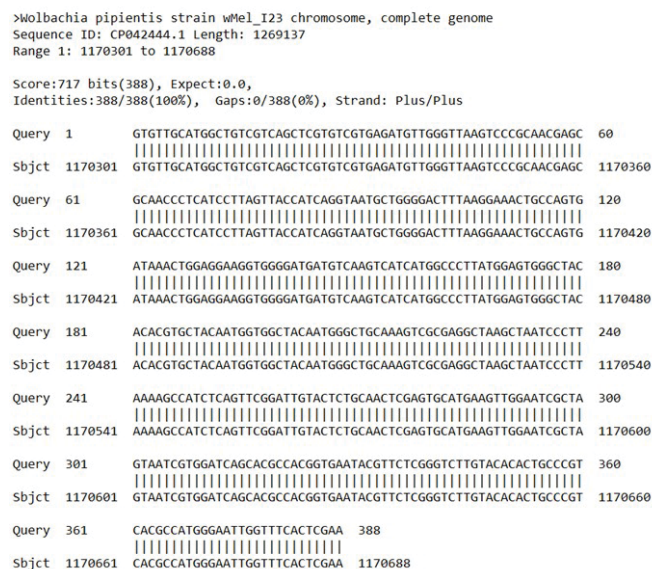 >Wolbachia pipientis strain wMel_I23 chromosome, complete genome
Sequence ID: CP042444.1 Length: 1269137
Range 1: 1170301 to 1170688
Score:717 bits(388), Expect:0.0,
Identities:388/388(100%), Gaps:0/388(0%), Strand: Plus/Plus
Query 1 GTGTTGCATGGCTGTCGTCAGCTCGTGTCGTGAGATGTTGGGTTAAGTCCCGCAACGAGC 60
||||||||||||||||||||||||||||||||||||||||||||||||||||||||||||
Sbjct 1170301 GTGTTGCATGGCTGTCGTCAGCTCGTGTCGTGAGATGTTGGGTTAAGTCCCGCAACGAGC 1170360
Query 61 GCAACCCTCATCCTTAGTTACCATCAGGTAATGCTGGGGACTTTAAGGAAACTGCCAGTG 120
||||||||||||||||||||||||||||||||||||||||||||||||||||||||||||
Sbjct 1170361 GCAACCCTCATCCTTAGTTACCATCAGGTAATGCTGGGGACTTTAAGGAAACTGCCAGTG 1170420
Query 121 ATAAACTGGAGGAAGGTGGGGATGATGTCAAGTCATCATGGCCCTTATGGAGTGGGCTAC 180
||||||||||||||||||||||||||||||||||||||||||||||||||||||||||||
Sbjct 1170421 ATAAACTGGAGGAAGGTGGGGATGATGTCAAGTCATCATGGCCCTTATGGAGTGGGCTAC 1170480
Query 181 ACACGTGCTACAATGGTGGCTACAATGGGCTGCAAAGTCGCGAGGCTAAGCTAATCCCTT 240
||||||||||||||||||||||||||||||||||||||||||||||||||||||||||||
Sbjct 1170481 ACACGTGCTACAATGGTGGCTACAATGGGCTGCAAAGTCGCGAGGCTAAGCTAATCCCTT 1170540
Query 241 AAAAGCCATCTCAGTTCGGATTGTACTCTGCAACTCGAGTGCATGAAGTTGGAATCGCTA 300
||||||||||||||||||||||||||||||||||||||||||||||||||||||||||||
Sbjct 1170541 AAAAGCCATCTCAGTTCGGATTGTACTCTGCAACTCGAGTGCATGAAGTTGGAATCGCTA 1170600
Query 301 GTAATCGTGGATCAGCACGCCACGGTGAATACGTTCTCGGGTCTTGTACACACTGCCCGT 360
||||||||||||||||||||||||||||||||||||||||||||||||||||||||||||
Sbjct 1170601 GTAATCGTGGATCAGCACGCCACGGTGAATACGTTCTCGGGTCTTGTACACACTGCCCGT 1170660
Query 361 CACGCCATGGGAATTGGTTTCACTCGAA 388
||||||||||||||||||||||||||||
Sbjct 1170661 CACGCCATGGGAATTGGTTTCACTCGAA 1170688